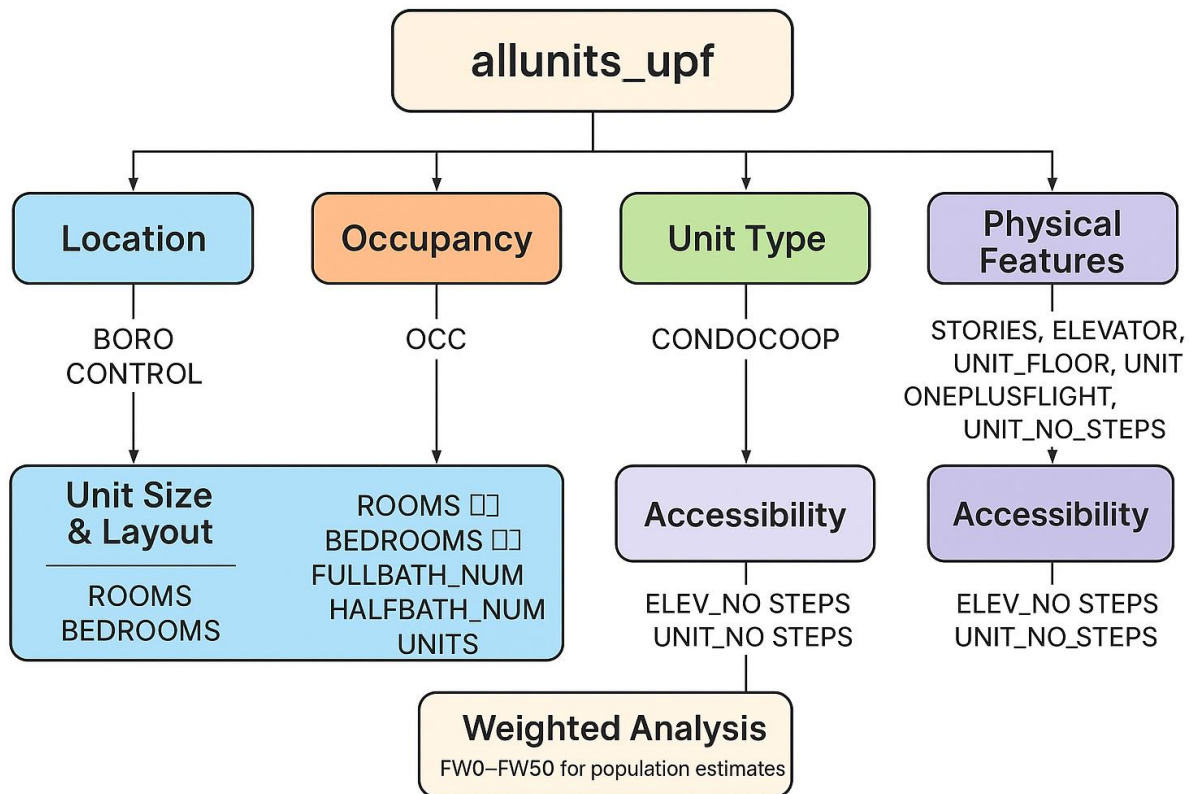 allunits_upf
Location
Occupancy
Unit Type
Physical
Features
BORO
CONTROL
OCC
CONDOCOOP
STORIES, ELEVATOR,
UNIT_FLOOR, UNIT
ONEPLUSFLIGHT,
UNIT_NO_STEPS
Unit Size
& Layout
ROOMS
BEDROOMS
ROOMS □□
BEDROOMS □□
FULLBATH_NUM
HALFBATH_NUM
UNITS
Accessibility
ELEV_NO STEPS
UNIT_NO STEPS
Accessibility
ELEV_NO STEPS
UNIT_NO_STEPS
Weighted Analysis
FW0–FW50 for population estimates